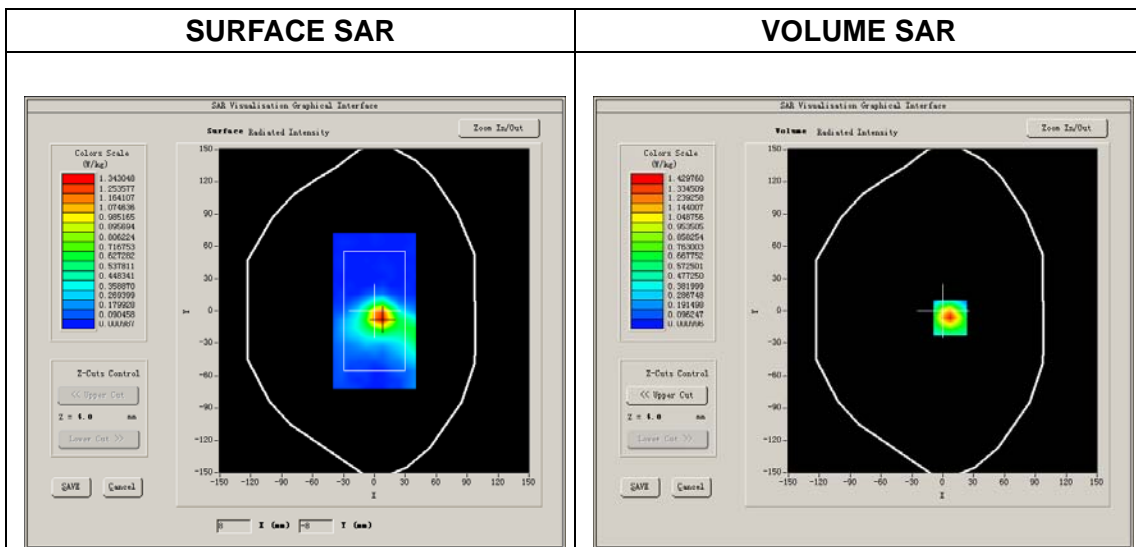 SURFACE SAR
VOLUME SAR
SAR Visualisation Graphical Interface
Surface Radiated Intensity
Zoom In/Out
Colors Scale
(W/kg)
1.343048
1.253577
1.164107
1.074636
0.985165
0.895694
0.806224
0.716753
0.627282
0.537811
0.448341
0.358870
0.269399
0.179928
0.090458
0.000987
150
120
90
60
30
0
-30
-60
-90
-120
-150
Y
-150 -120 -90 -60 -30 0 30 60 90 120 150
X
Z-Cuts Control
<< Upper Cut
Z = 4.0 mm
Lower Cut >>
SAVE
Cancel
8 X (mm) -8 Y (mm)
SAR Visualisation Graphical Interface
Volume Radiated Intensity
Zoom In/Out
Colors Scale
(W/kg)
1.429760
1.334509
1.239258
1.144007
1.048756
0.953505
0.858254
0.763003
0.667752
0.572501
0.477250
0.381999
0.286748
0.191498
0.096247
0.000996
150
120
90
60
30
0
-30
-60
-90
-120
-150
Y
-150 -120 -90 -60 -30 0 30 60 90 120 150
X
Z-Cuts Control
<< Upper Cut
Z = 4.0 mm
Lower Cut >>
SAVE
Cancel